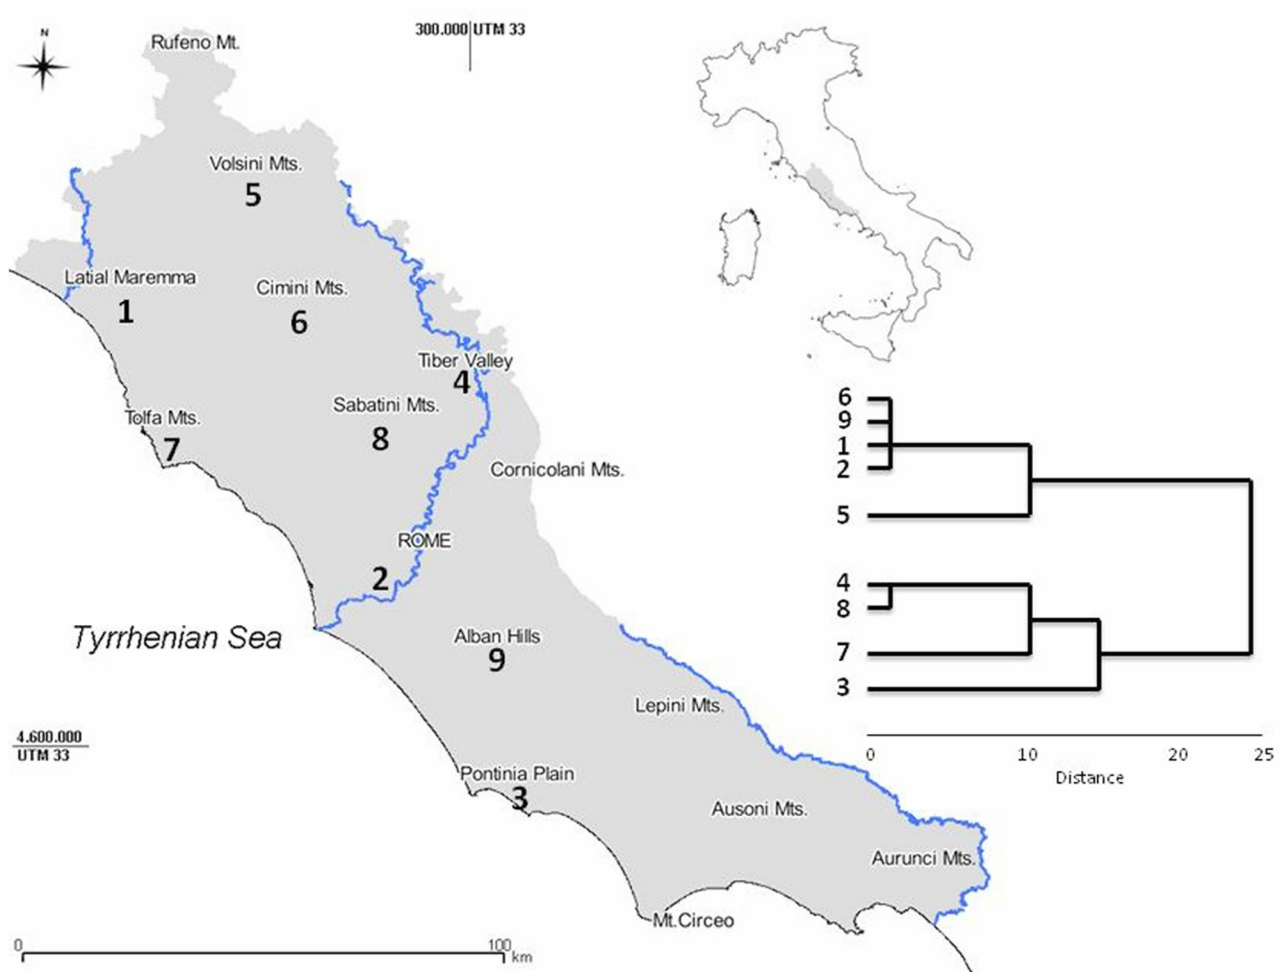 N
Rufeno Mt.
300.000 UTM 33
Volsini Mts.
5
Latial Maremma
1
Cimini Mts.
6
Tiber Valley
4
Tolfa Mts.
7
Sabatini Mts.
8
Cornicolani Mts.
ROME
2
Tyrrhenian Sea
Alban Hills
9
Lepini Mts.
4.600.000
UTM 33
Pontinia Plain
3
Ausoni Mts.
Aurunci Mts.
Mt.Circeo
0 100 km
6
9
1
2
5
4
8
7
3
0 10 20 25
Distance